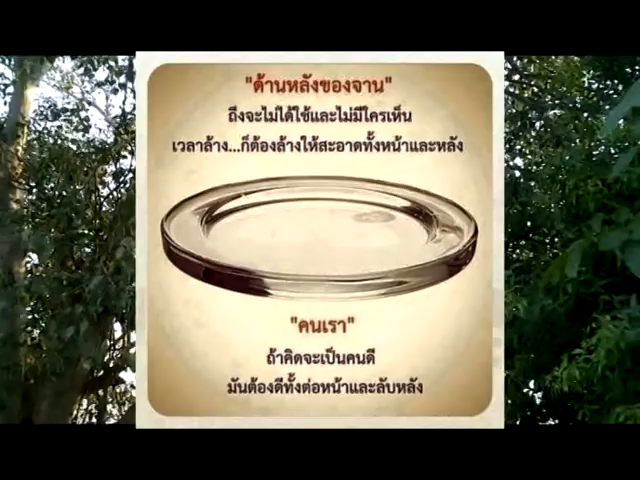 "ด้านหลังของจาน"
ถึงจะไม่ได้ใช้และไม่มีใครเห็น
เวลาล้าง...ก็ต้องล้างให้สะอาดทั้งหน้าและหลัง
"คนเรา"
ถ้าคิดจะเป็นคนดี
มันต้องดีทั้งต่อหน้าและลับหลัง